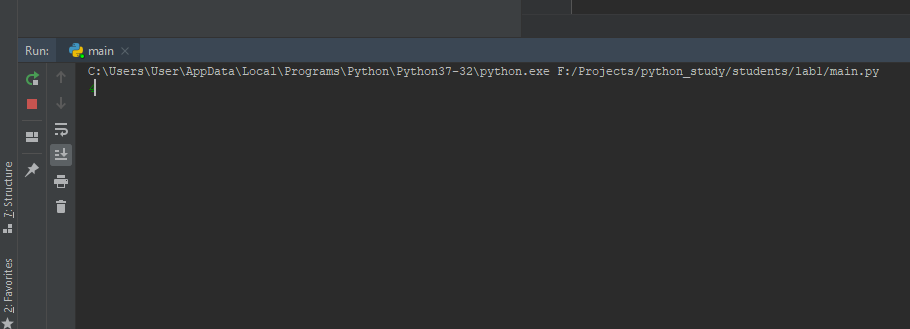 Run: main
C:\Users\User\AppData\Local\Programs\Python\Python37-32\python.exe F:/Projects/python_study/students/lab1/main.py
7: Structure
2: Favorites